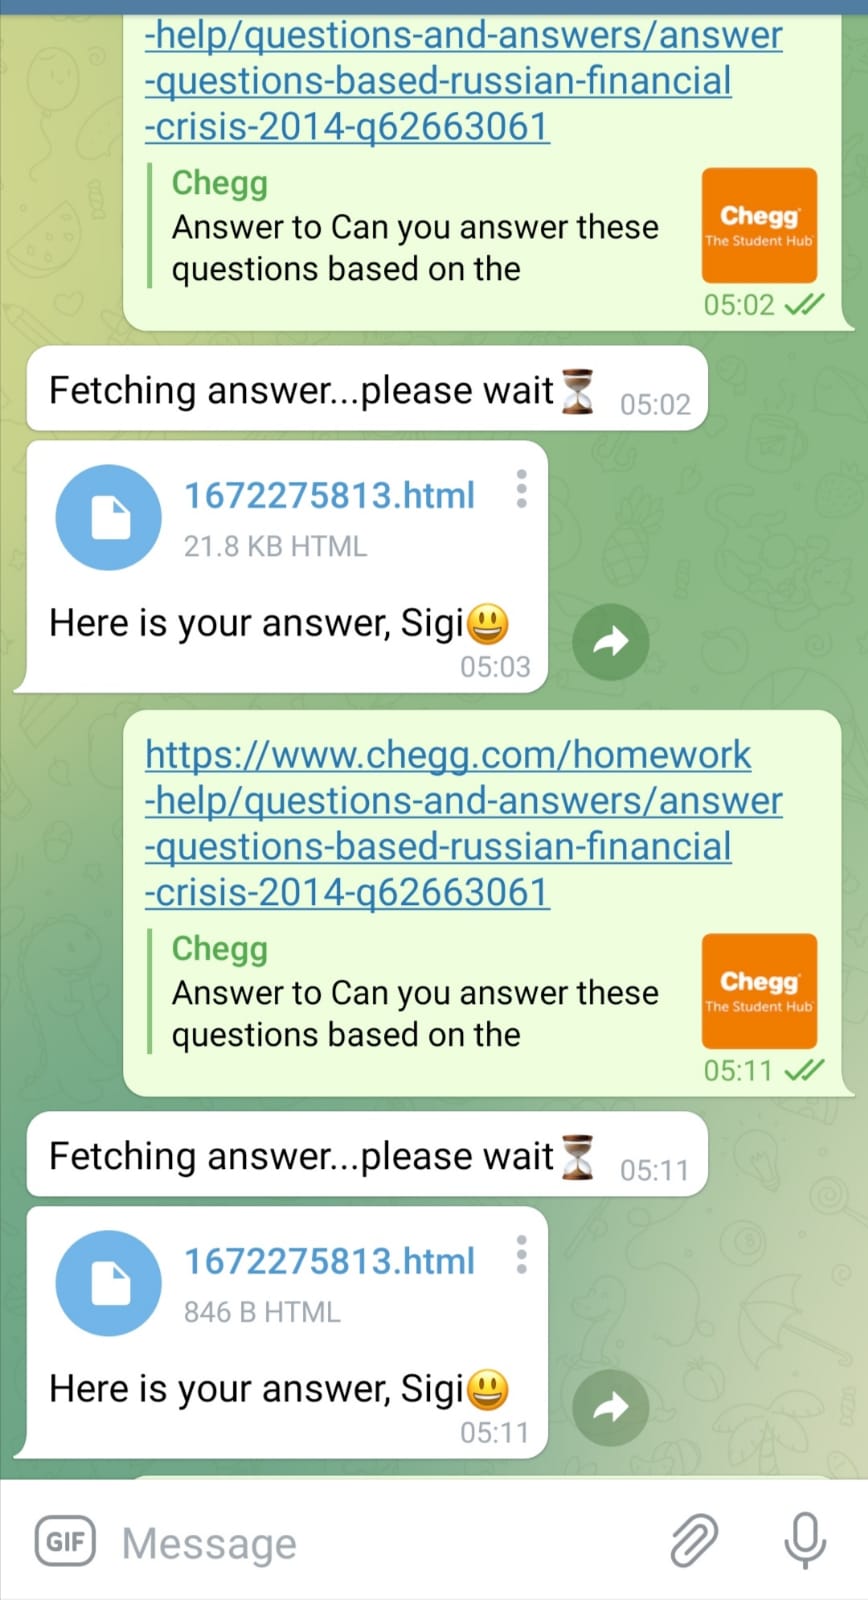 -help/questions-and-answers/answer
-questions-based-russian-financial
-crisis-2014-q62663061
Chegg
Answer to Can you answer these
questions based on the
Chegg
The Student Hub
05:02
Fetching answer...please wait⏳ 05:02
1672275813.html
21.8 KB HTML
Here is your answer, Sigi😃
05:03
https://www.chegg.com/homework
-help/questions-and-answers/answer
-questions-based-russian-financial
-crisis-2014-q62663061
Chegg
Answer to Can you answer these
questions based on the
Chegg
The Student Hub
05:11
Fetching answer...please wait⏳ 05:11
1672275813.html
846 B HTML
Here is your answer, Sigi😃
05:11
GIF Message